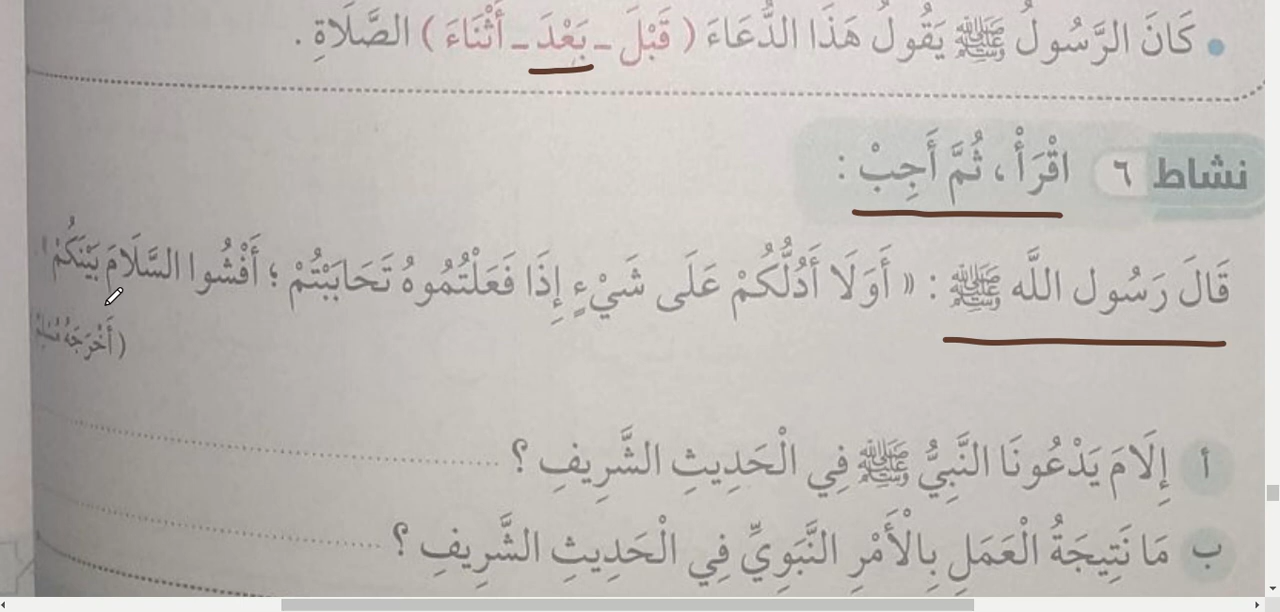 كَانَ الرَّسُولُ ﷺ يَقُولُ هَذَا الدُّعَاءَ ( قَبْلَ - بَعْدَ - أَثْنَاءَ ) الصَّلَاةِ .
نشاط ٦ اقْرَأْ ، ثُمَّ أَجِبْ :
قَالَ رَسُول اللَّه ﷺ : « أَوَلَا أَدُلُّكُمْ عَلَى شَيْءٍ إِذَا فَعَلْتُمُوهُ تَحَابَبْتُمْ ؛ أَفْشُوا السَّلَامَ بَيْنَكُمْ
( أَخْرَجَهُ مُسْلِمٌ
أ إِلَامَ يَدْعُونَا النَّبِيُّ ﷺ فِي الْحَدِيثِ الشَّرِيفِ ؟
ب مَا نَتِيجَةُ الْعَمَلِ بِالْأَمْرِ النَّبَوِيِّ فِي الْحَدِيثِ الشَّرِيفِ ؟